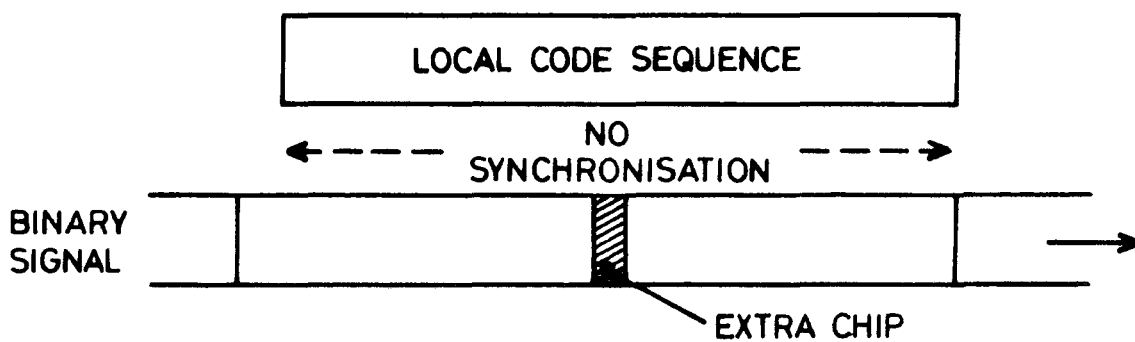 LOCAL CODE SEQUENCE
NO
SYNCHRONISATION
BINARY
SIGNAL
EXTRA CHIP